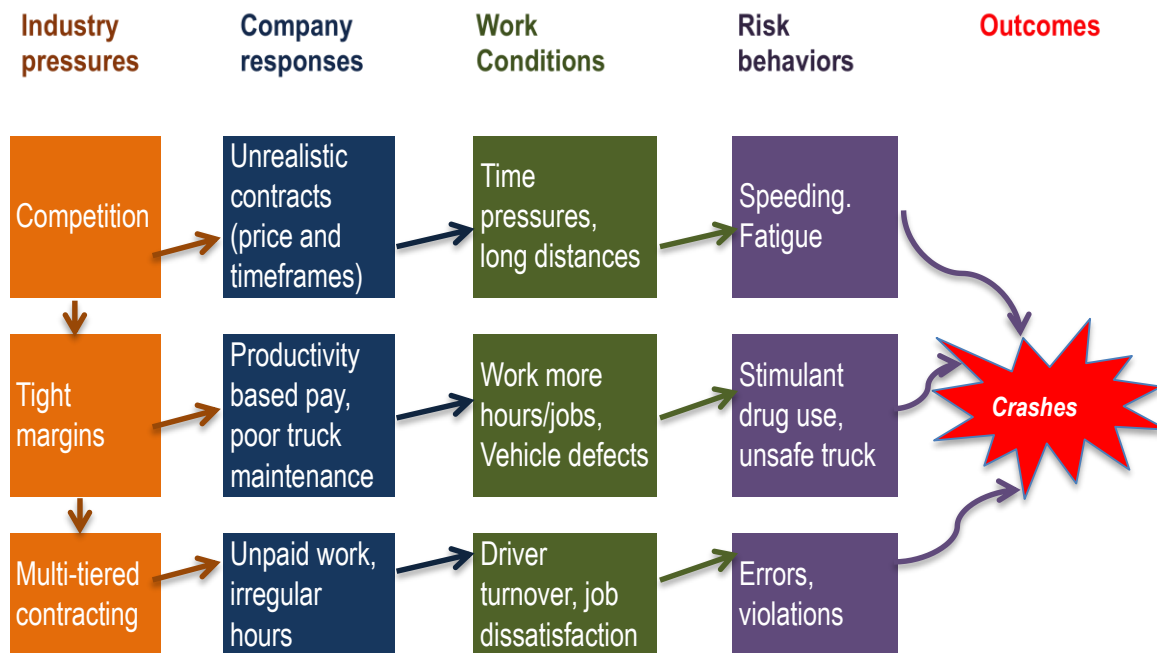 Industry
pressures
Company
responses
Work
Conditions
Risk
behaviors
Outcomes
Competition
Unrealistic
contracts
(price and
timeframes)
Time
pressures,
long distances
Speeding.
Fatigue
Tight
margins
Productivity
based pay,
poor truck
maintenance
Work more
hours/jobs,
Vehicle defects
Stimulant
drug use,
unsafe truck
Crashes
Multi-tiered
contracting
Unpaid work,
irregular
hours
Driver
turnover, job
dissatisfaction
Errors,
violations